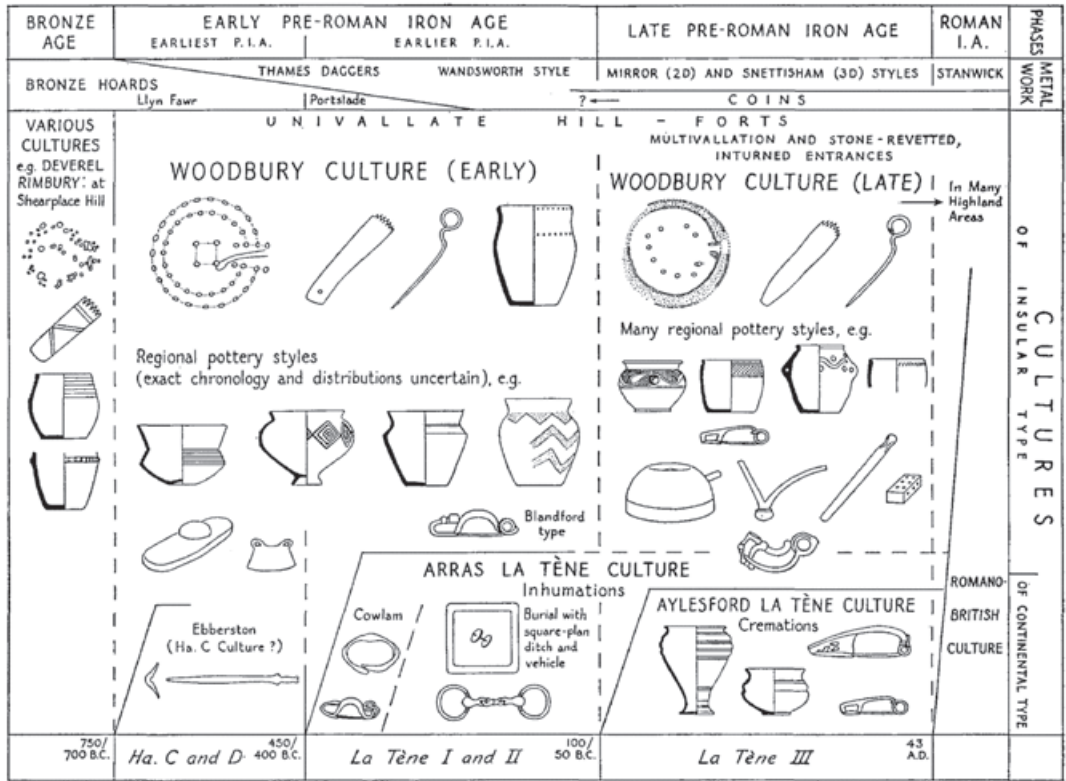 BRONZE
AGE
EARLY PRE-ROMAN IRON AGE
EARLIEST P.I.A.
EARLIER P.I.A.
LATE PRE-ROMAN IRON AGE
ROMAN
I.A.
PHASES
BRONZE HOARDS
Llyn Fawr
THAMES DAGGERS
Portslade
WANDSWORTH STYLE
MIRROR (2D) AND SNETTISHAM (3D) STYLES
STANWICK
? ← COINS
METAL
WORK
UNIVALLATE HILL-FORTS
MULTIVALLATION AND STONE-REVETTED,
INTURNED ENTRANCES
VARIOUS
CULTURES
e.g. DEVEREL
RIMBURY: at
Shearplace Hill
WOODBURY CULTURE (EARLY)
WOODBURY CULTURE (LATE)
In Many
Highland
Areas
Regional pottery styles
(exact chronology and distributions uncertain), e.g.
Many regional pottery styles, e.g.
Blandford
type
OF INSULAR TYPE
CULTURES
ARRAS LA TÈNE CULTURE
Inhumations
Cowlam
Burial with
square-plan
ditch and
vehicle
Ebberston
(Ha. C Culture ?)
AYLESFORD LA TÈNE CULTURE
Cremations
ROMANO-
BRITISH
CULTURE
OF CONTINENTAL TYPE
750/
700 B.C.
Ha. C and D
450/
400 B.C.
La Tène I and II
100/
50 B.C.
La Tène III
43
A.D.